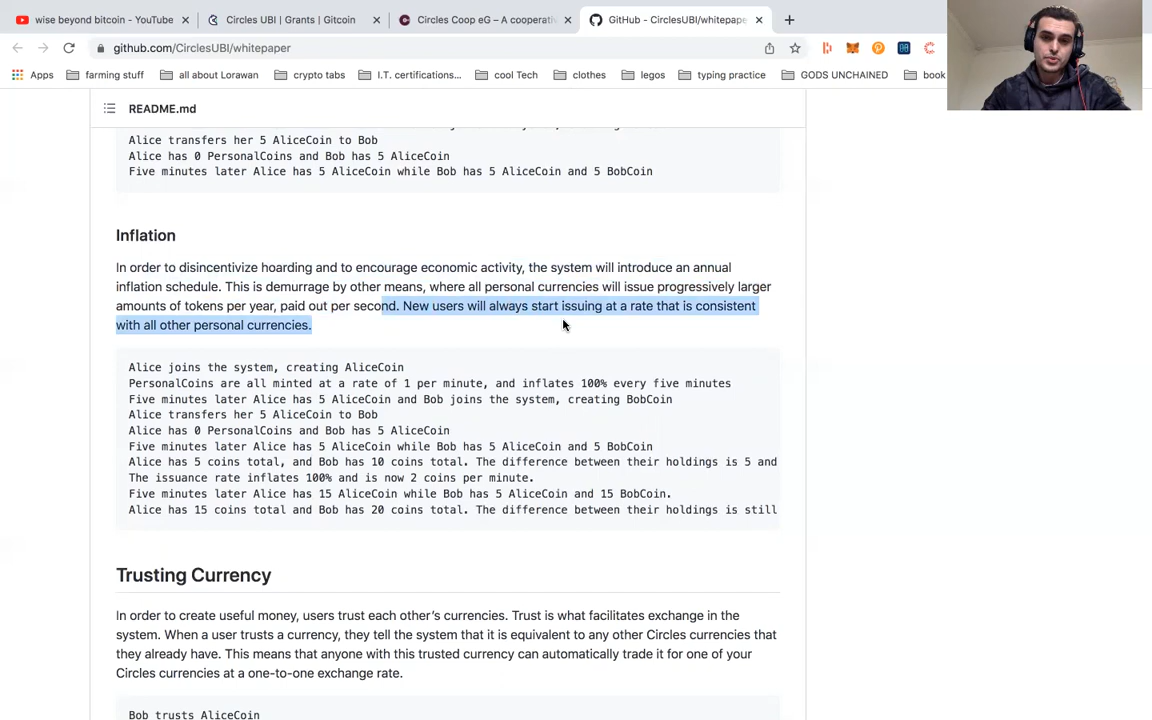 wise beyond bitcoin - YouTube
Circles UBI | Grants | Gitcoin
Circles Coop eG – A cooperativ
GitHub - CirclesUBI/whitepape
github.com/CirclesUBI/whitepaper
Apps
farming stuff
all about Lorawan
crypto tabs
I.T. certifications...
cool Tech
clothes
legos
typing practice
GODS UNCHAINED
book
README.md
Alice transfers her 5 AliceCoin to Bob
Alice has 0 PersonalCoins and Bob has 5 AliceCoin
Five minutes later Alice has 5 AliceCoin while Bob has 5 AliceCoin and 5 BobCoin
Inflation
In order to disincentivize hoarding and to encourage economic activity, the system will introduce an annual
inflation schedule. This is demurrage by other means, where all personal currencies will issue progressively larger
amounts of tokens per year, paid out per second. New users will always start issuing at a rate that is consistent
with all other personal currencies.
Alice joins the system, creating AliceCoin
PersonalCoins are all minted at a rate of 1 per minute, and inflates 100% every five minutes
Five minutes later Alice has 5 AliceCoin and Bob joins the system, creating BobCoin
Alice transfers her 5 AliceCoin to Bob
Alice has 0 PersonalCoins and Bob has 5 AliceCoin
Five minutes later Alice has 5 AliceCoin while Bob has 5 AliceCoin and 5 BobCoin
Alice has 5 coins total, and Bob has 10 coins total. The difference between their holdings is 5 and
The issuance rate inflates 100% and is now 2 coins per minute.
Five minutes later Alice has 15 AliceCoin while Bob has 5 AliceCoin and 15 BobCoin.
Alice has 15 coins total and Bob has 20 coins total. The difference between their holdings is still
Trusting Currency
In order to create useful money, users trust each other's currencies. Trust is what facilitates exchange in the
system. When a user trusts a currency, they tell the system that it is equivalent to any other Circles currencies that
they already have. This means that anyone with this trusted currency can automatically trade it for one of your
Circles currencies at a one-to-one exchange rate.
Bob trusts AliceCoin